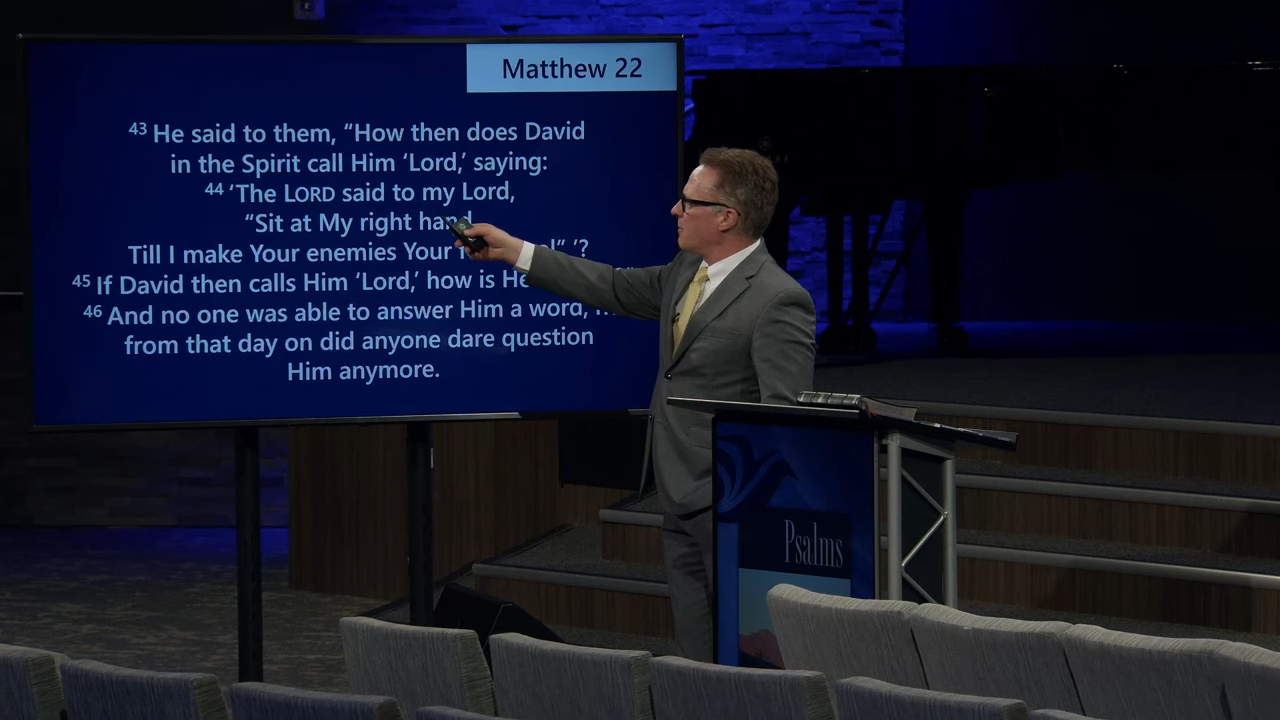 Matthew 22
43 He said to them, “How then does David
in the Spirit call Him ‘Lord,’ saying:
44 ‘The LORD said to my Lord,
“Sit at My right hand
Till I make Your enemies Your ” ’?
45 If David then calls Him ‘Lord,’ how is He
46 And no one was able to answer Him a word,
from that day on did anyone dare question
Him anymore.
Psalms